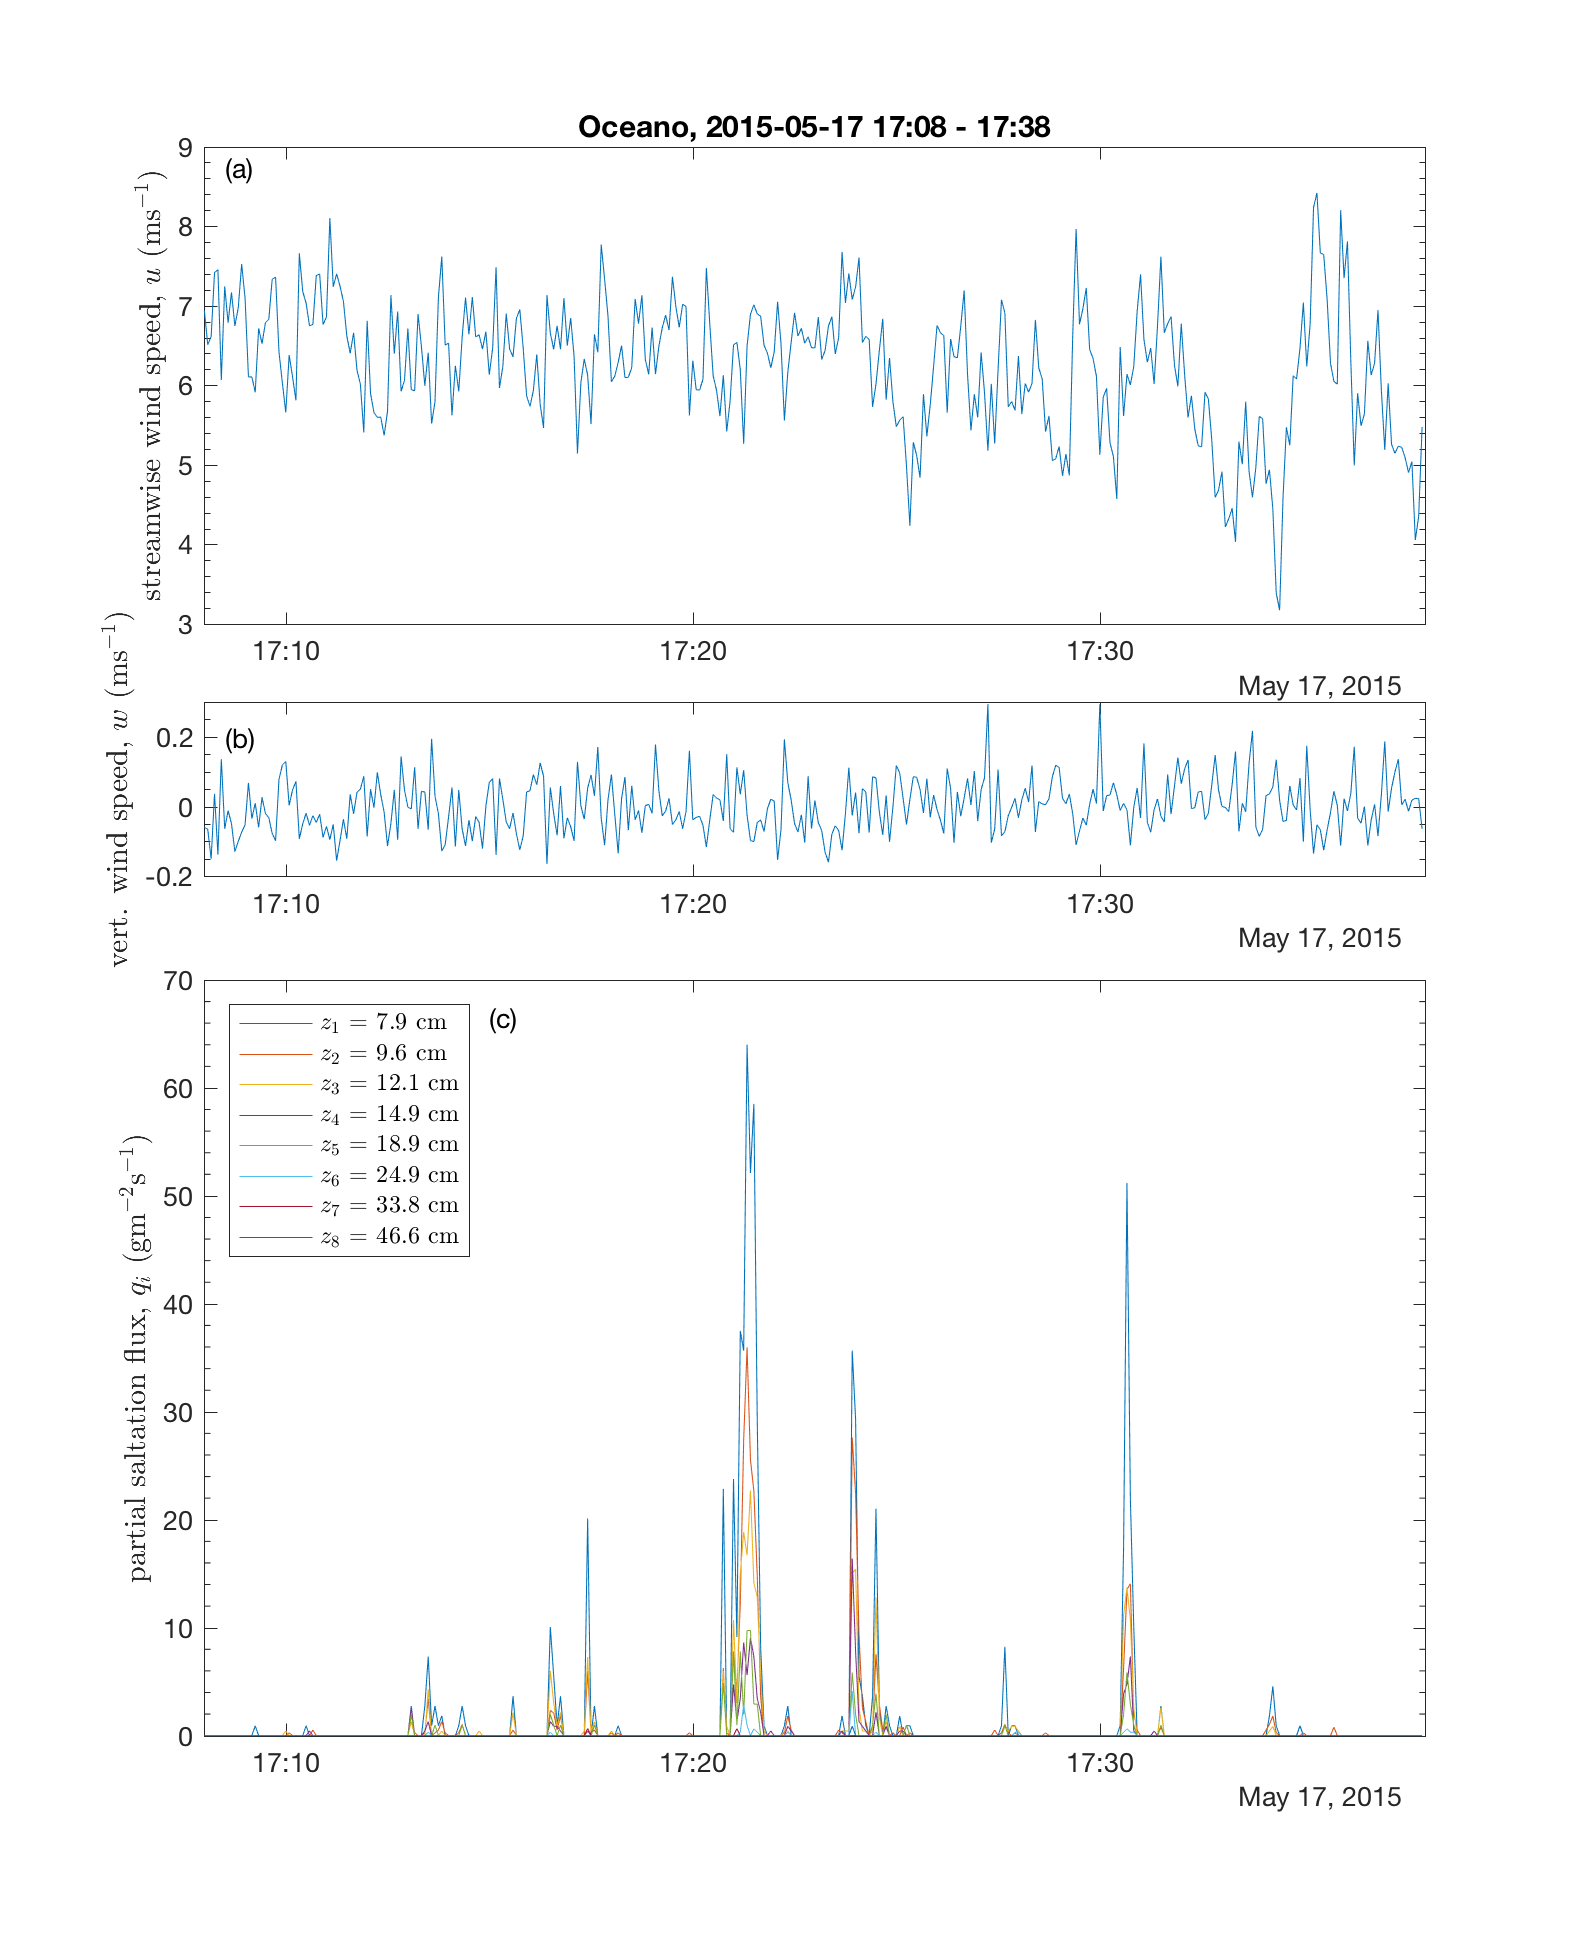 Oceano, 2015-05-17 17:08 - 17:38
(a)
streamwise wind speed, u (ms⁻¹)
9
8
7
6
5
4
3
17:10 17:20 17:30
May 17, 2015
(b)
vert. wind speed, w (ms⁻¹)
0.2
0
-0.2
17:10 17:20 17:30
May 17, 2015
(c)
partial saltation flux, qᵢ (gm⁻²s⁻¹)
70
60
50
40
30
20
10
0
z₁ = 7.9 cm
z₂ = 9.6 cm
z₃ = 12.1 cm
z₄ = 14.9 cm
z₅ = 18.9 cm
z₆ = 24.9 cm
z₇ = 33.8 cm
z₈ = 46.6 cm
17:10 17:20 17:30
May 17, 2015